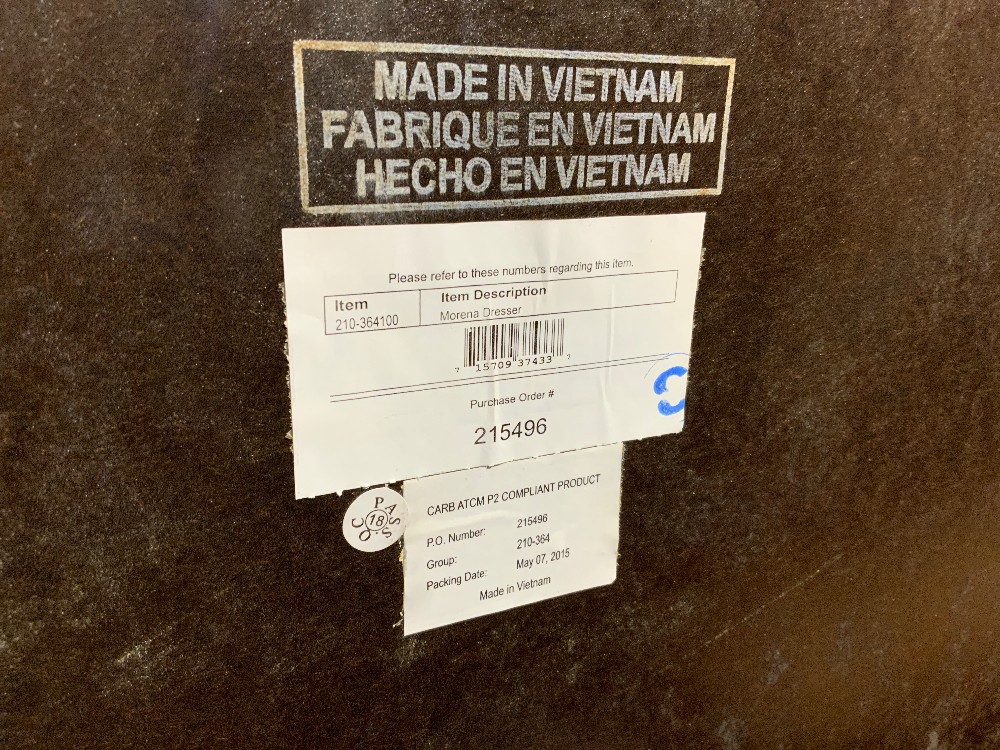 MADE IN VIETNAM
FABRIQUE EN VIETNAM
HECHO EN VIETNAM
Please refer to these numbers regarding this item.
Item Item Description
210-364100 Morena Dresser
7 15709 37433 7
Purchase Order #
215496
PASS
18
QC
CARB ATCM P2 COMPLIANT PRODUCT
P.O. Number: 215496
Group: 210-364
Packing Date: May 07, 2015
Made in Vietnam